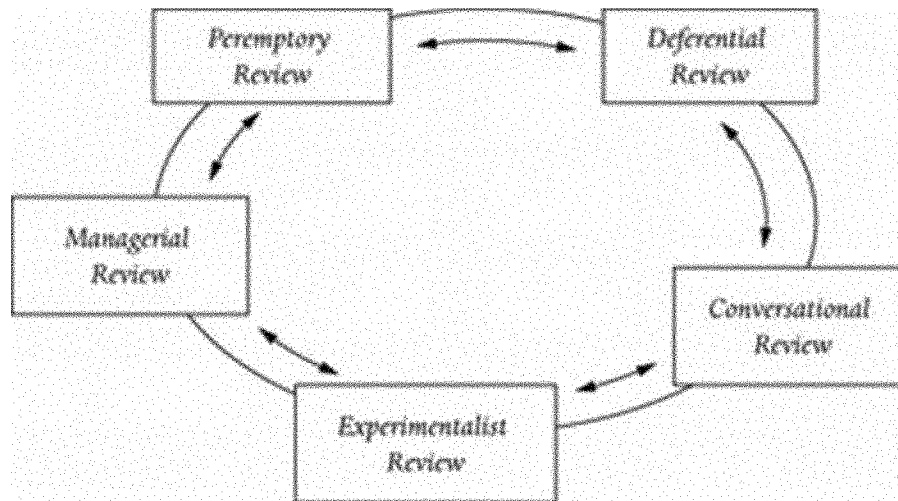 Peremptory
Review
Deferential
Review
Managerial
Review
Conversational
Review
Experimentalist
Review